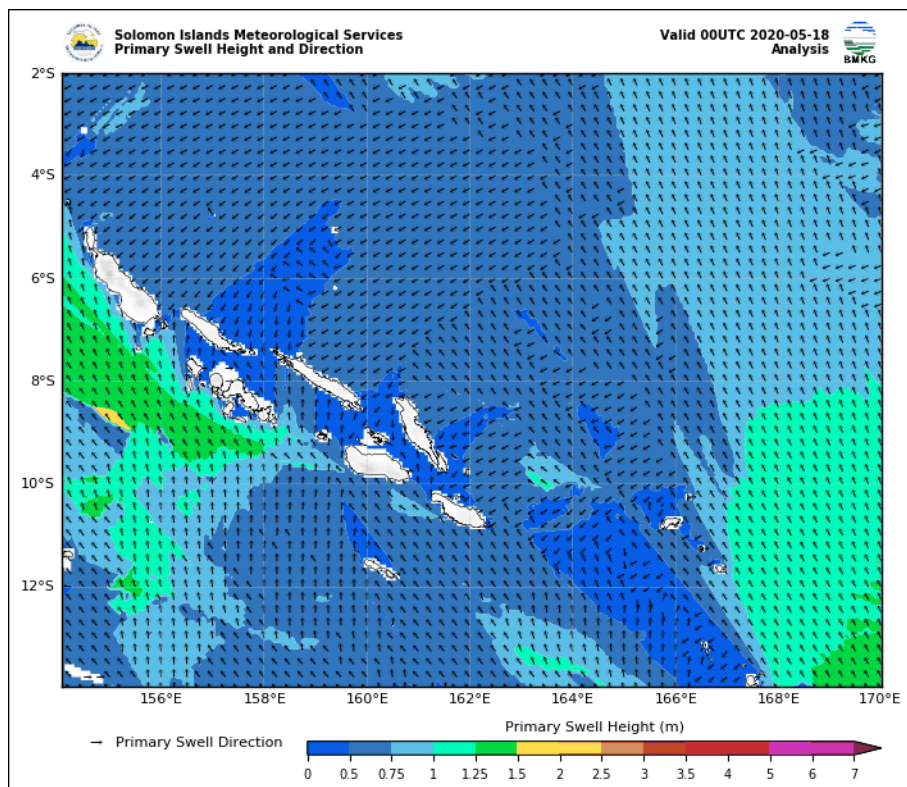 Solomon Islands Meteorological Services
Primary Swell Height and Direction
Valid 00UTC 2020-05-18
Analysis
BMKG
2°S
4°S
6°S
8°S
10°S
12°S
156°E 158°E 160°E 162°E 164°E 166°E 168°E 170°E
Primary Swell Height (m)
Primary Swell Direction
0 0.5 0.75 1 1.25 1.5 2 2.5 3 3.5 4 5 6 7